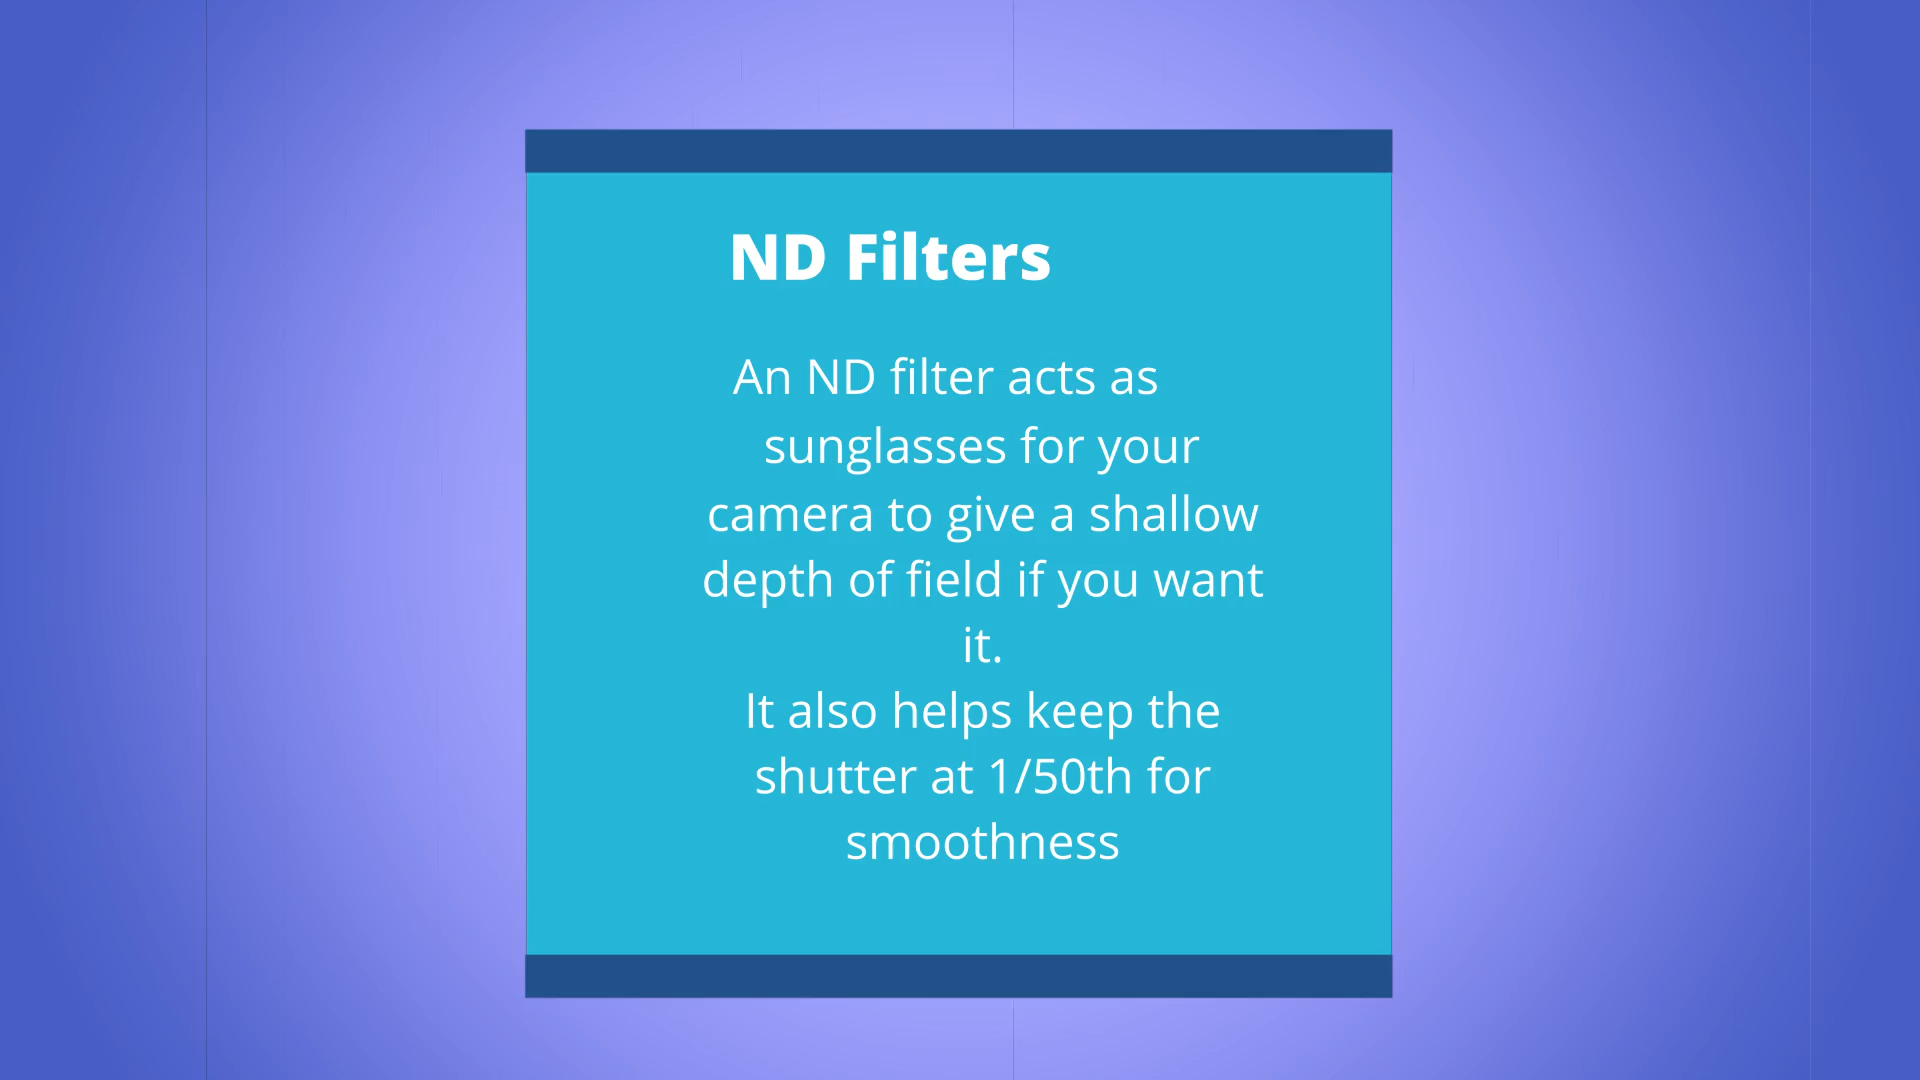 ND Filters
An ND filter acts as
sunglasses for your
camera to give a shallow
depth of field if you want
it.
It also helps keep the
shutter at 1/50th for
smoothness